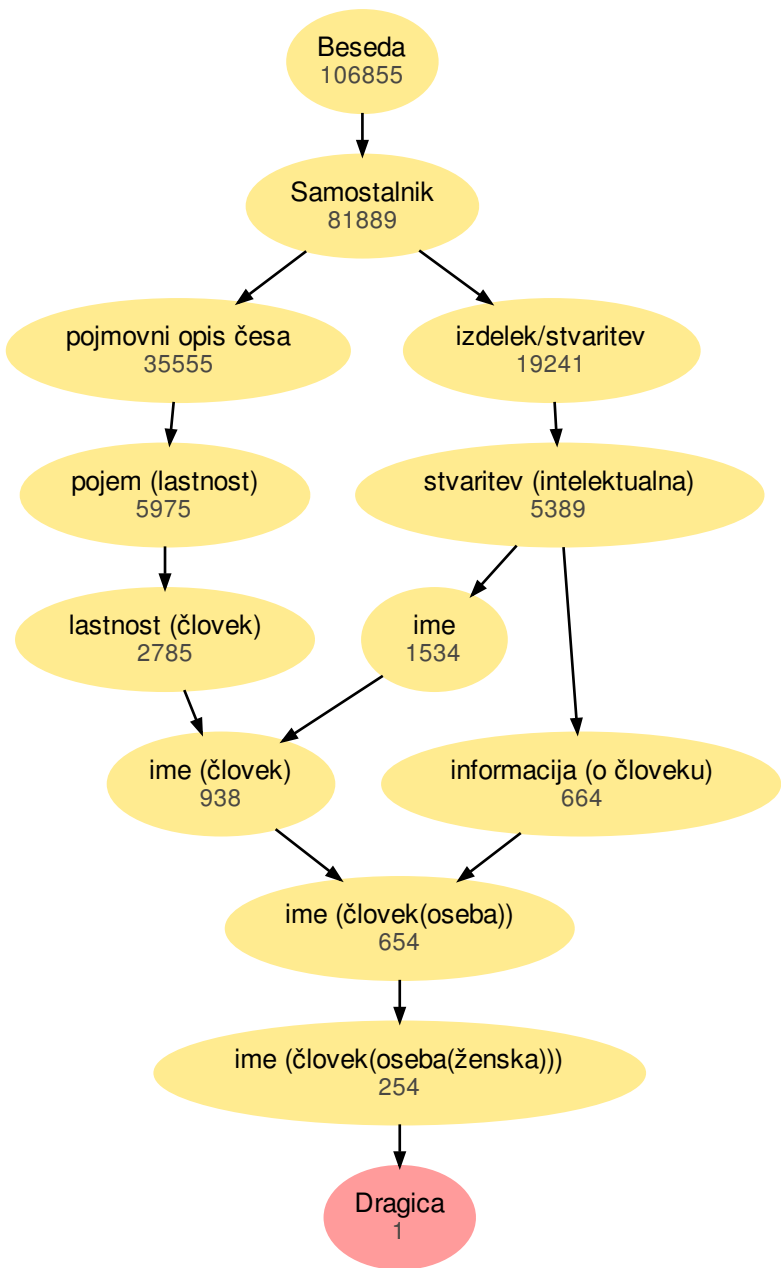 Beseda
106855
Samostalnik
81889
pojmovni opis česa
35555
izdelek/stvaritev
19241
pojem (lastnost)
5975
stvaritev (intelektualna)
5389
lastnost (človek)
2785
ime
1534
ime (človek)
938
informacija (o človeku)
664
ime (človek(oseba))
654
ime (človek(oseba(ženska)))
254
Dragica
1